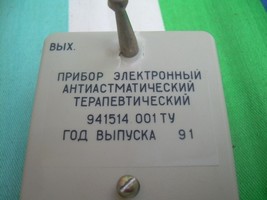 ВЫХ.
ПРИБОР ЭЛЕКТРОННЫЙ
АНТИАСТМАТИЧЕСКИЙ
ТЕРАПЕВТИЧЕСКИЙ
941514 001 ТУ
ГОД ВЫПУСКА 91